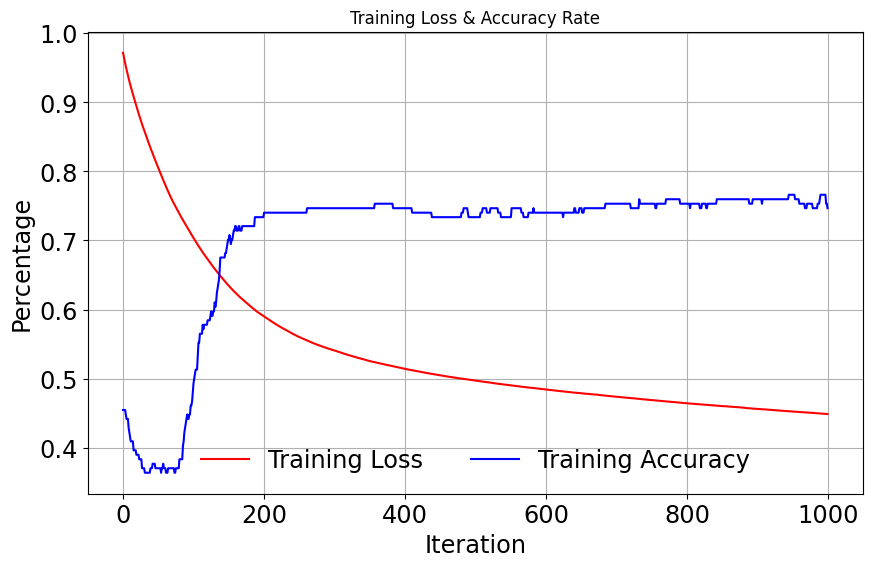 Training Loss & Accuracy Rate
1.0
0.9
0.8
0.7
0.6
0.5
0.4
Percentage
Training Loss
Training Accuracy
0 200 400 600 800 1000
Iteration